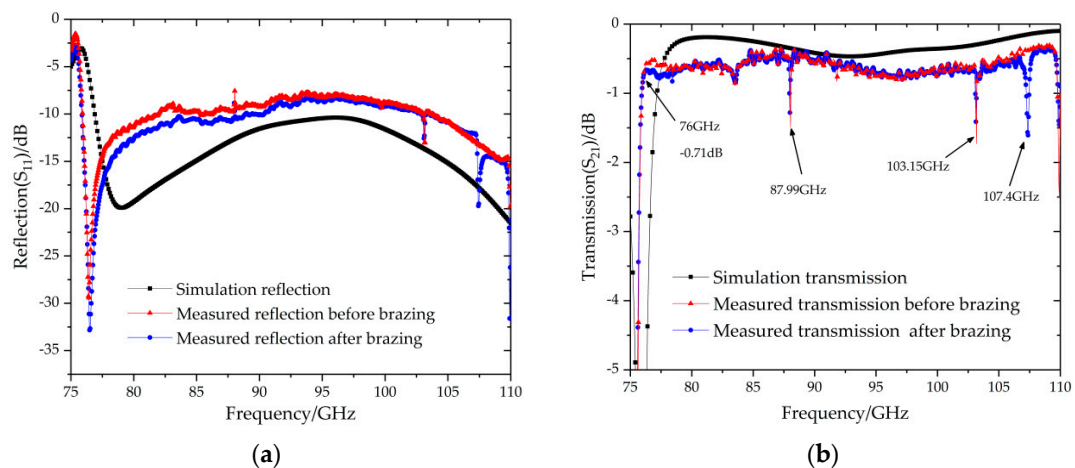 0
-5
-10
-15
-20
-25
-30
-35
Reflection(S11)/dB
Simulation reflection
Measured reflection before brazing
Measured reflection after brazing
75 80 85 90 95 100 105 110
Frequency/GHz
(a)
0
-1
-2
-3
-4
-5
Transmission(S21)/dB
76GHz
-0.71dB
87.99GHz
103.15GHz
107.4GHz
Simulation transmission
Measured transmission before brazing
Measured transmission after brazing
75 80 85 90 95 100 105 110
Frequency/GHz
(b)